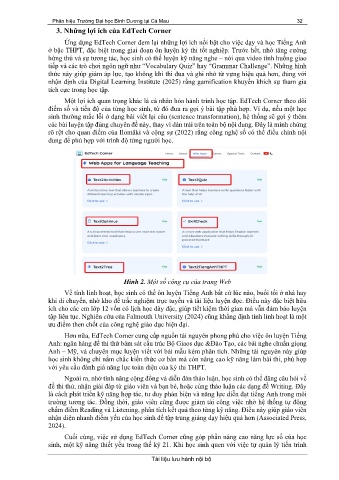 Phân hiệu Trường Đại học Bình Dương tại Cà Mau 32
3. Những lợi ích của EdTech Corner
Ứng dụng EdTech Corner đem lại những lợi ích nổi bật cho việc dạy và học Tiếng Anh
ở bậc THPT, đặc biệt trong giai đoạn ôn luyện kỳ thi tốt nghiệp. Trước hết, nhờ tăng cường
hứng thú và sự tương tác, học sinh có thể luyện kỹ năng nghe – nói qua video tình huống giao
tiếp và các trò chơi ngôn ngữ như "Vocabulary Quiz" hay "Grammar Challenge". Những hình
thức này giúp giảm áp lực, tạo không khí thi đua và ghi nhớ từ vựng hiệu quả hơn, đúng với
nhận định của Digital Learning Institute (2025) rằng gamification khuyến khích sự tham gia
tích cực trong học tập.
Một lợi ích quan trọng khác là cá nhân hóa hành trình học tập. EdTech Corner theo dõi
điểm số và tiến độ của từng học sinh, từ đó đưa ra gợi ý bài tập phù hợp. Ví dụ, nếu một học
sinh thường mắc lỗi ở dạng bài viết lại câu (sentence transformation), hệ thống sẽ gợi ý thêm
các bài luyện tập đúng chuyên đề này, thay vì dàn trải trên toàn bộ nội dung. Đây là minh chứng
rõ rệt cho quan điểm của Ilomäki và cộng sự (2022) rằng công nghệ số có thể điều chỉnh nội
dung để phù hợp với trình độ từng người học.
EdTech Corner
Web Apps for Language Teaching
Text2Activities
Text2Quiz
Text2Dialogue
EdTCheck
Text2Tree
Text2TiengAnhTHPT
Hình 2. Một số công cụ của trang Web
Về tính linh hoạt, học sinh có thể ôn luyện Tiếng Anh bất cứ lúc nào, buổi tối ở nhà hay
khi di chuyển, nhờ kho đề trắc nghiệm trực tuyến và tài liệu luyện đọc. Điều này đặc biệt hữu
ích cho các em lớp 12 vốn có lịch học dày đặc, giúp tiết kiệm thời gian mà vẫn đảm bảo luyện
tập liên tục. Nghiên cứu của Falmouth University (2024) cũng khẳng định tính linh hoạt là một
ưu điểm then chốt của công nghệ giáo dục hiện đại.
Hơn nữa, EdTech Corner cung cấp nguồn tài nguyên phong phú cho việc ôn luyện Tiếng
Anh: ngân hàng đề thi thử bám sát cấu trúc Bộ Giáo dục &Đào Tạo, các bài nghe chuẩn giọng
Anh – Mỹ, và chuyên mục luyện viết với bài mẫu kèm phân tích. Những tài nguyên này giúp
học sinh không chỉ nắm chắc kiến thức cơ bản mà còn nâng cao kỹ năng làm bài thi, phù hợp
với yêu cầu đánh giá năng lực toàn diện của kỳ thi THPT.
Ngoài ra, nhờ tính năng cộng đồng và diễn đàn thảo luận, học sinh có thể đăng câu hỏi về
đề thi thử, nhận giải đáp từ giáo viên và bạn bè, hoặc cùng thảo luận các dạng đề Writing. Đây
là cách phát triển kỹ năng hợp tác, tư duy phản biện và năng lực diễn đạt tiếng Anh trong môi
trường tương tác. Đồng thời, giáo viên cũng được giảm tải công việc nhờ hệ thống tự động
chấm điểm Reading và Listening, phân tích kết quả theo từng kỹ năng. Điều này giúp giáo viên
nhận diện nhanh điểm yếu của học sinh để tập trung giảng dạy hiệu quả hơn (Associated Press,
2024).
Cuối cùng, việc sử dụng EdTech Corner cũng góp phần nâng cao năng lực số của học
sinh, một kỹ năng thiết yếu trong thế kỷ 21. Khi học sinh quen với việc tự quản lý tiến trình
Tài liệu lưu hành nội bộ